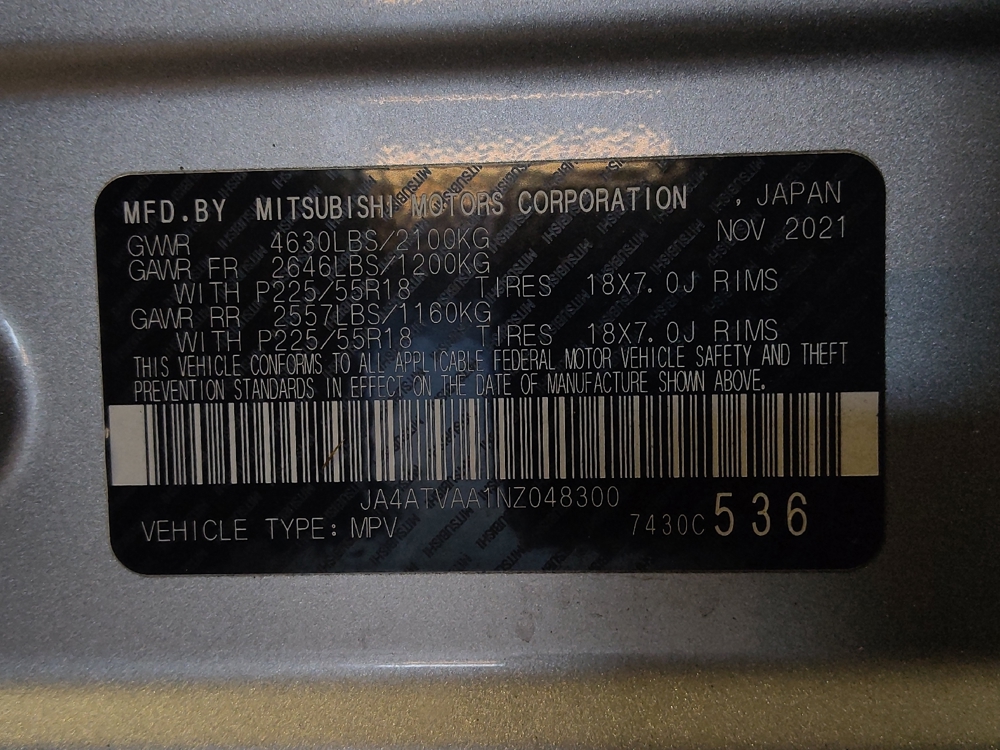 MFD.BY MITSUBISHI MOTORS CORPORATION , JAPAN
GVWR 4630LBS/2100KG NOV 2021
GAWR FR 2646LBS/1200KG
WITH P225/55R18 TIRES 18X7.0J RIMS
GAWR RR 2557LBS/1160KG
WITH P225/55R18 TIRES 18X7.0J RIMS
THIS VEHICLE CONFORMS TO ALL APPLICABLE FEDERAL MOTOR VEHICLE SAFETY AND THEFT
PREVENTION STANDARDS IN EFFECT ON THE DATE OF MANUFACTURE SHOWN ABOVE.
JA4ATVAA1NZ048300
VEHICLE TYPE: MPV 7430C 536